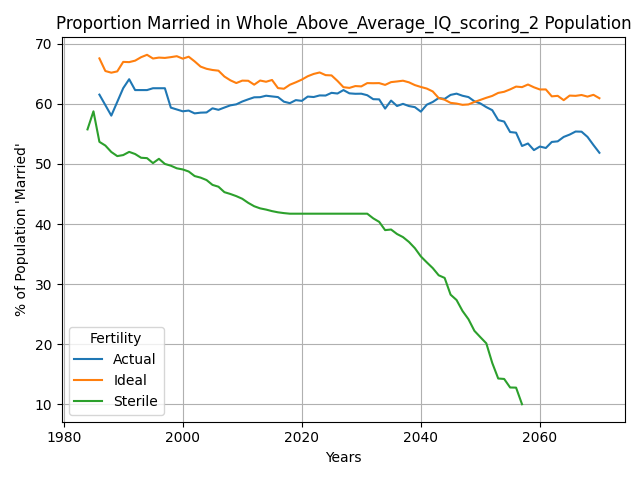 Proportion Married in Whole_Above_Average_IQ_scoring_2 Population
% of Population 'Married'
70
60
50
40
30
20
10
Fertility
Actual
Ideal
Sterile
1980
2000
2020
2040
2060
Years